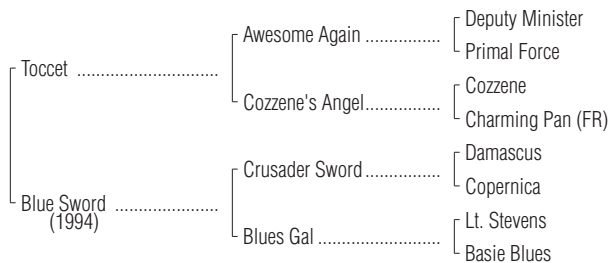 Deputy Minister
Awesome Again ................
Primal Force
Toccet ..............................
Cozzene
Cozzene's Angel................
Charming Pan (FR)
Damascus
Crusader Sword................
Copernica
Blue Sword ......................
(1994)
Lt. Stevens
Blues Gal ..........................
Basie Blues